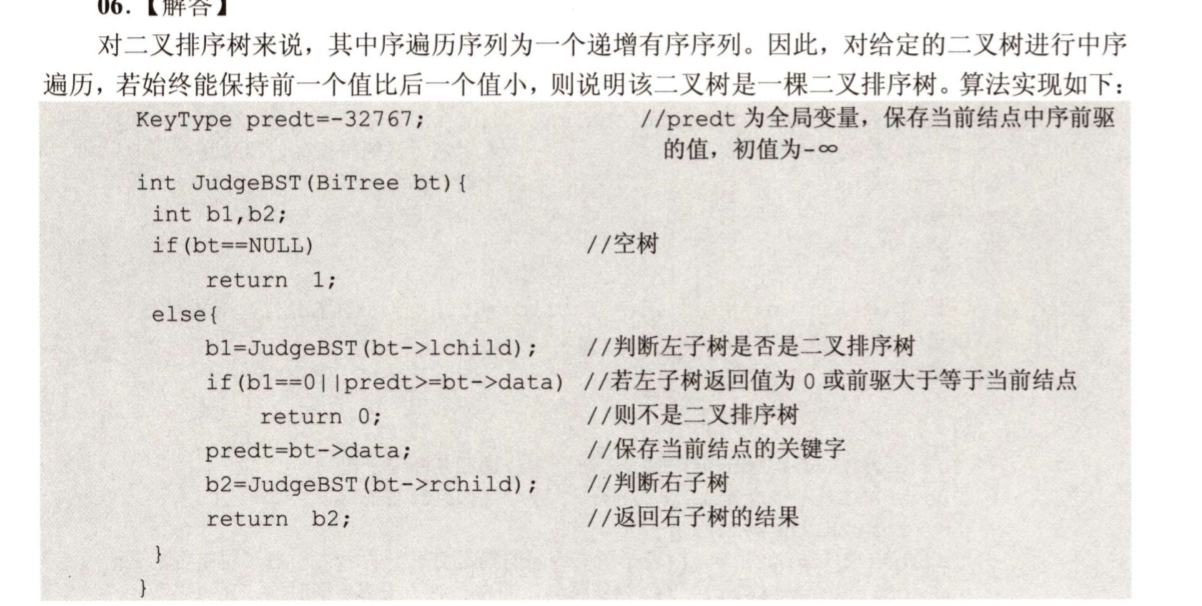 06.【解答】
对二叉排序树来说，其中序遍历序列为一个递增有序序列。因此，对给定的二叉树进行中序
遍历，若始终能保持前一个值比后一个值小，则说明该二叉树是一棵二叉排序树。算法实现如下：
KeyType predt=-32767; //predt 为全局变量，保存当前结点中序前驱
的值，初值为-∞
int JudgeBST(BiTree bt){
int b1,b2;
if(bt==NULL) //空树
return 1;
else{
b1=JudgeBST(bt->lchild); //判断左子树是否是二叉排序树
if(b1==0||predt>=bt->data) //若左子树返回值为 0 或前驱大于等于当前结点
return 0; //则不是二叉排序树
predt=bt->data; //保存当前结点的关键字
b2=JudgeBST(bt->rchild); //判断右子树
return b2; //返回右子树的结果
}
}